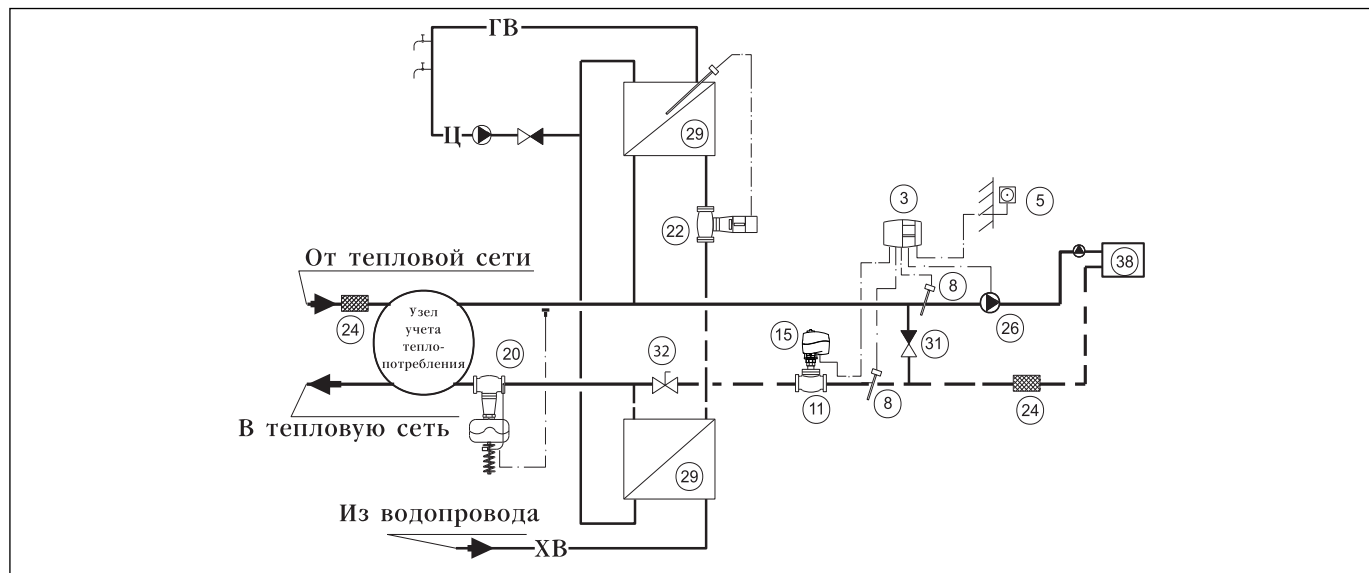 ГВ
29
Ц
3
5
22
От тепловой сети
8
38
24
Узел
учета
тепло-
потребления
26
15
31
20
32
11
8
24
В тепловую сеть
29
Из водопровода
ХВ